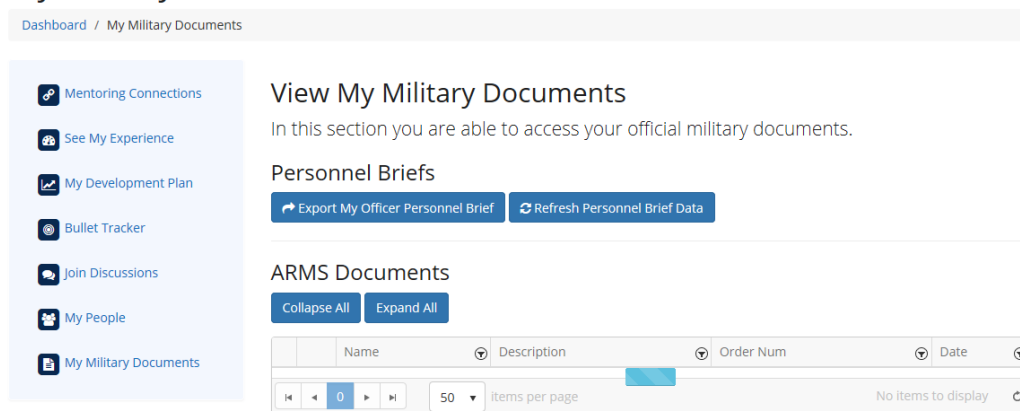 Dashboard / My Military Documents
Mentoring Connections
See My Experience
My Development Plan
Bullet Tracker
Join Discussions
My People
My Military Documents
View My Military Documents
In this section you are able to access your official military documents.
Personnel Briefs
Export My Officer Personnel Brief Refresh Personnel Brief Data
ARMS Documents
Collapse All Expand All
Name Description Order Num Date
0 50 items per page No items to display